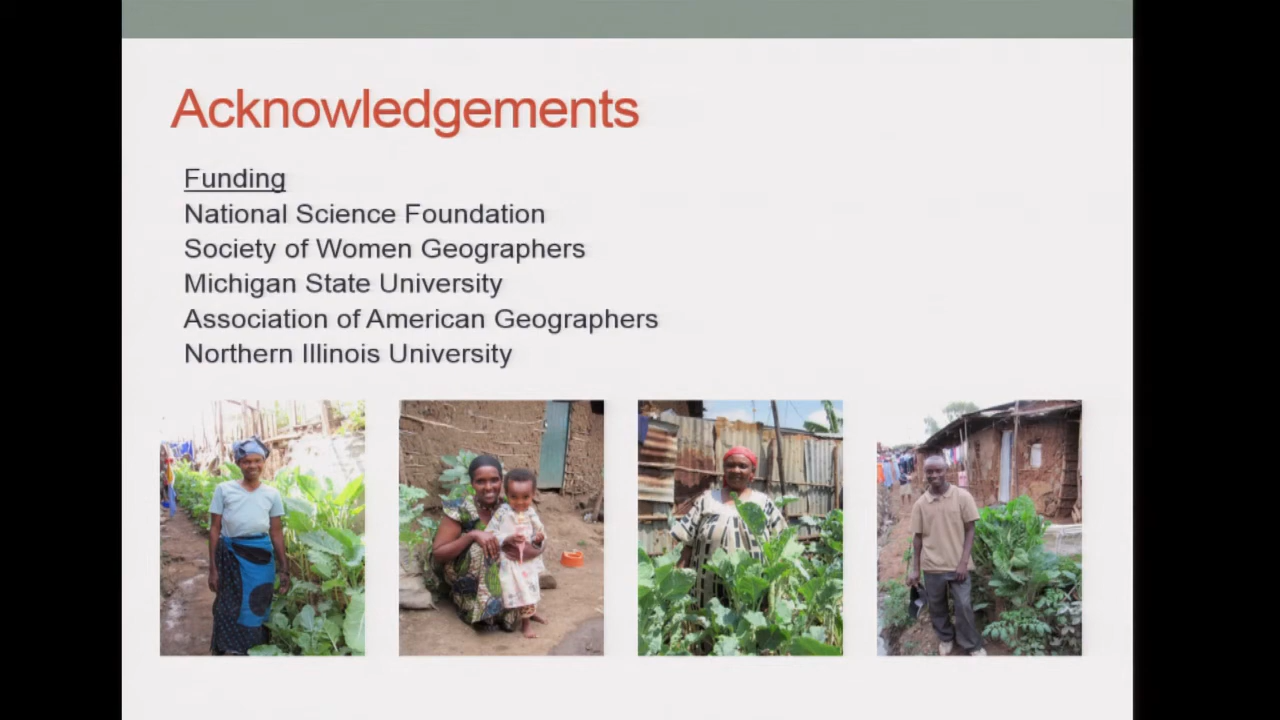 Acknowledgements
Funding
National Science Foundation
Society of Women Geographers
Michigan State University
Association of American Geographers
Northern Illinois University